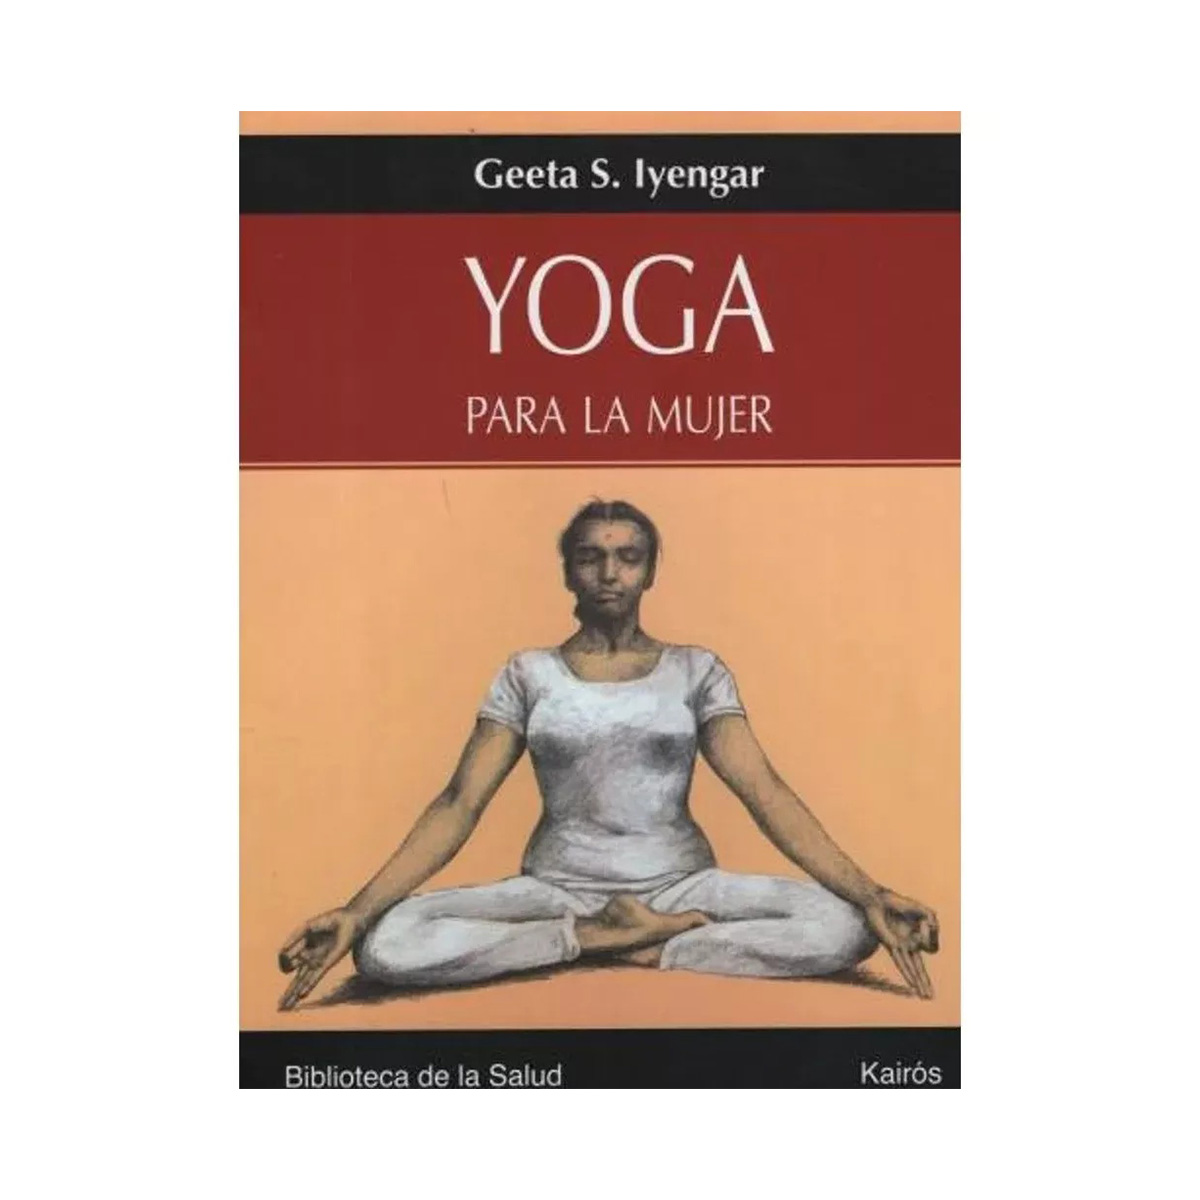 Geeta S. Iyengar
YOGA
PARA LA MUJER
Biblioteca de la Salud
Kairós